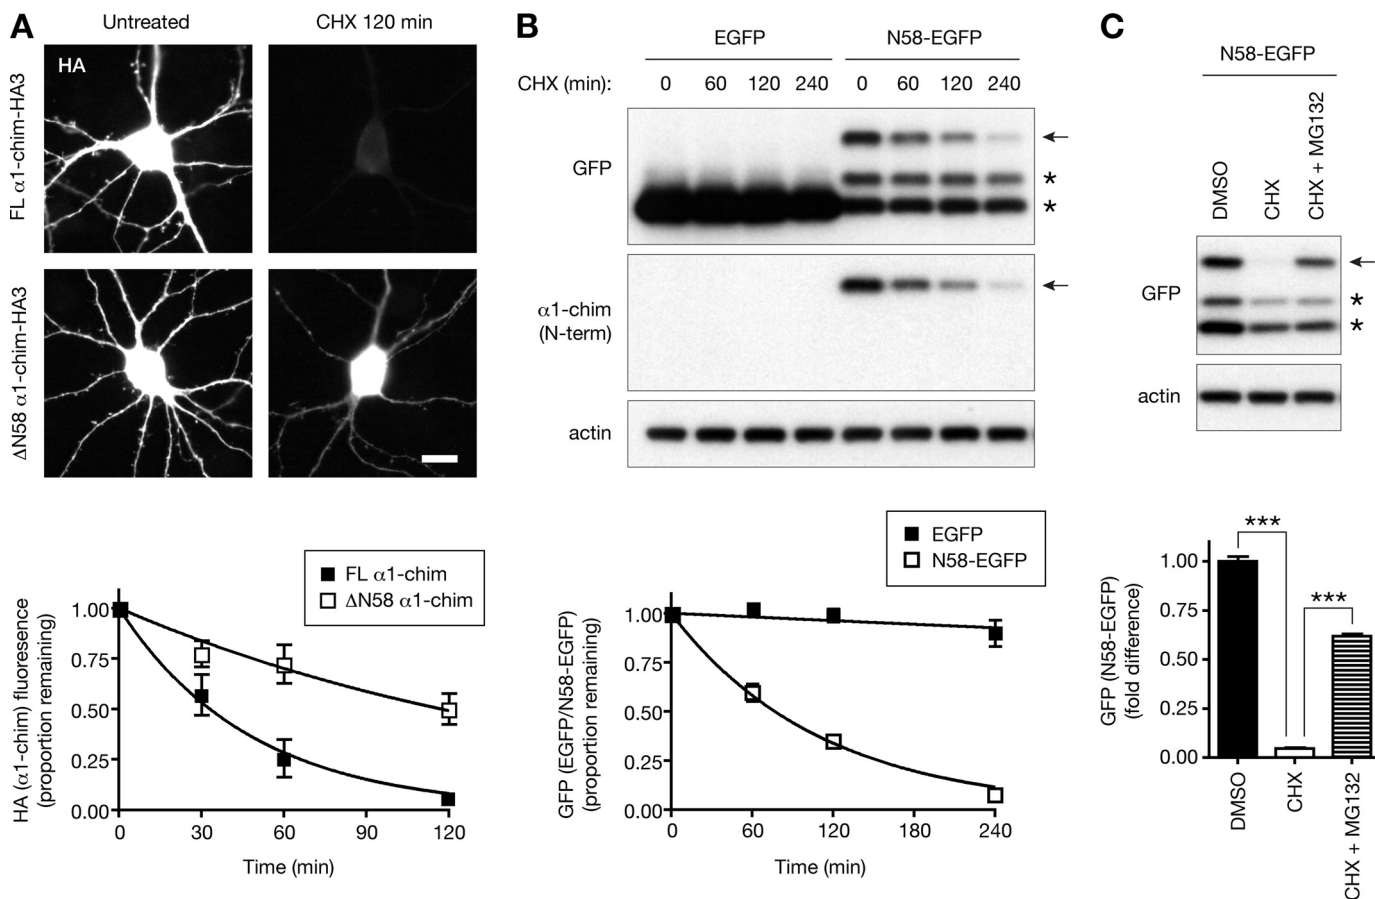 A
Untreated
CHX 120 min
FL α1-chim-HA3
HA
ΔN58 α1-chim-HA3
FL α1-chim
ΔN58 α1-chim
HA (α1-chim) fluoresence
(proportion remaining)
1.00
0.75
0.50
0.25
0.00
0 30 60 90 120
Time (min)
B
EGFP
N58-EGFP
CHX (min): 0 60 120 240 0 60 120 240
GFP
*
*
α1-chim
(N-term)
actin
EGFP
N58-EGFP
GFP (EGFP/N58-EGFP)
(proportion remaining)
1.00
0.75
0.50
0.25
0.00
0 60 120 180 240
Time (min)
C
N58-EGFP
DMSO
CHX
CHX + MG132
GFP
*
*
actin
***
***
GFP (N58-EGFP)
(fold difference)
1.00
0.75
0.50
0.25
0.00
DMSO
CHX
CHX + MG132